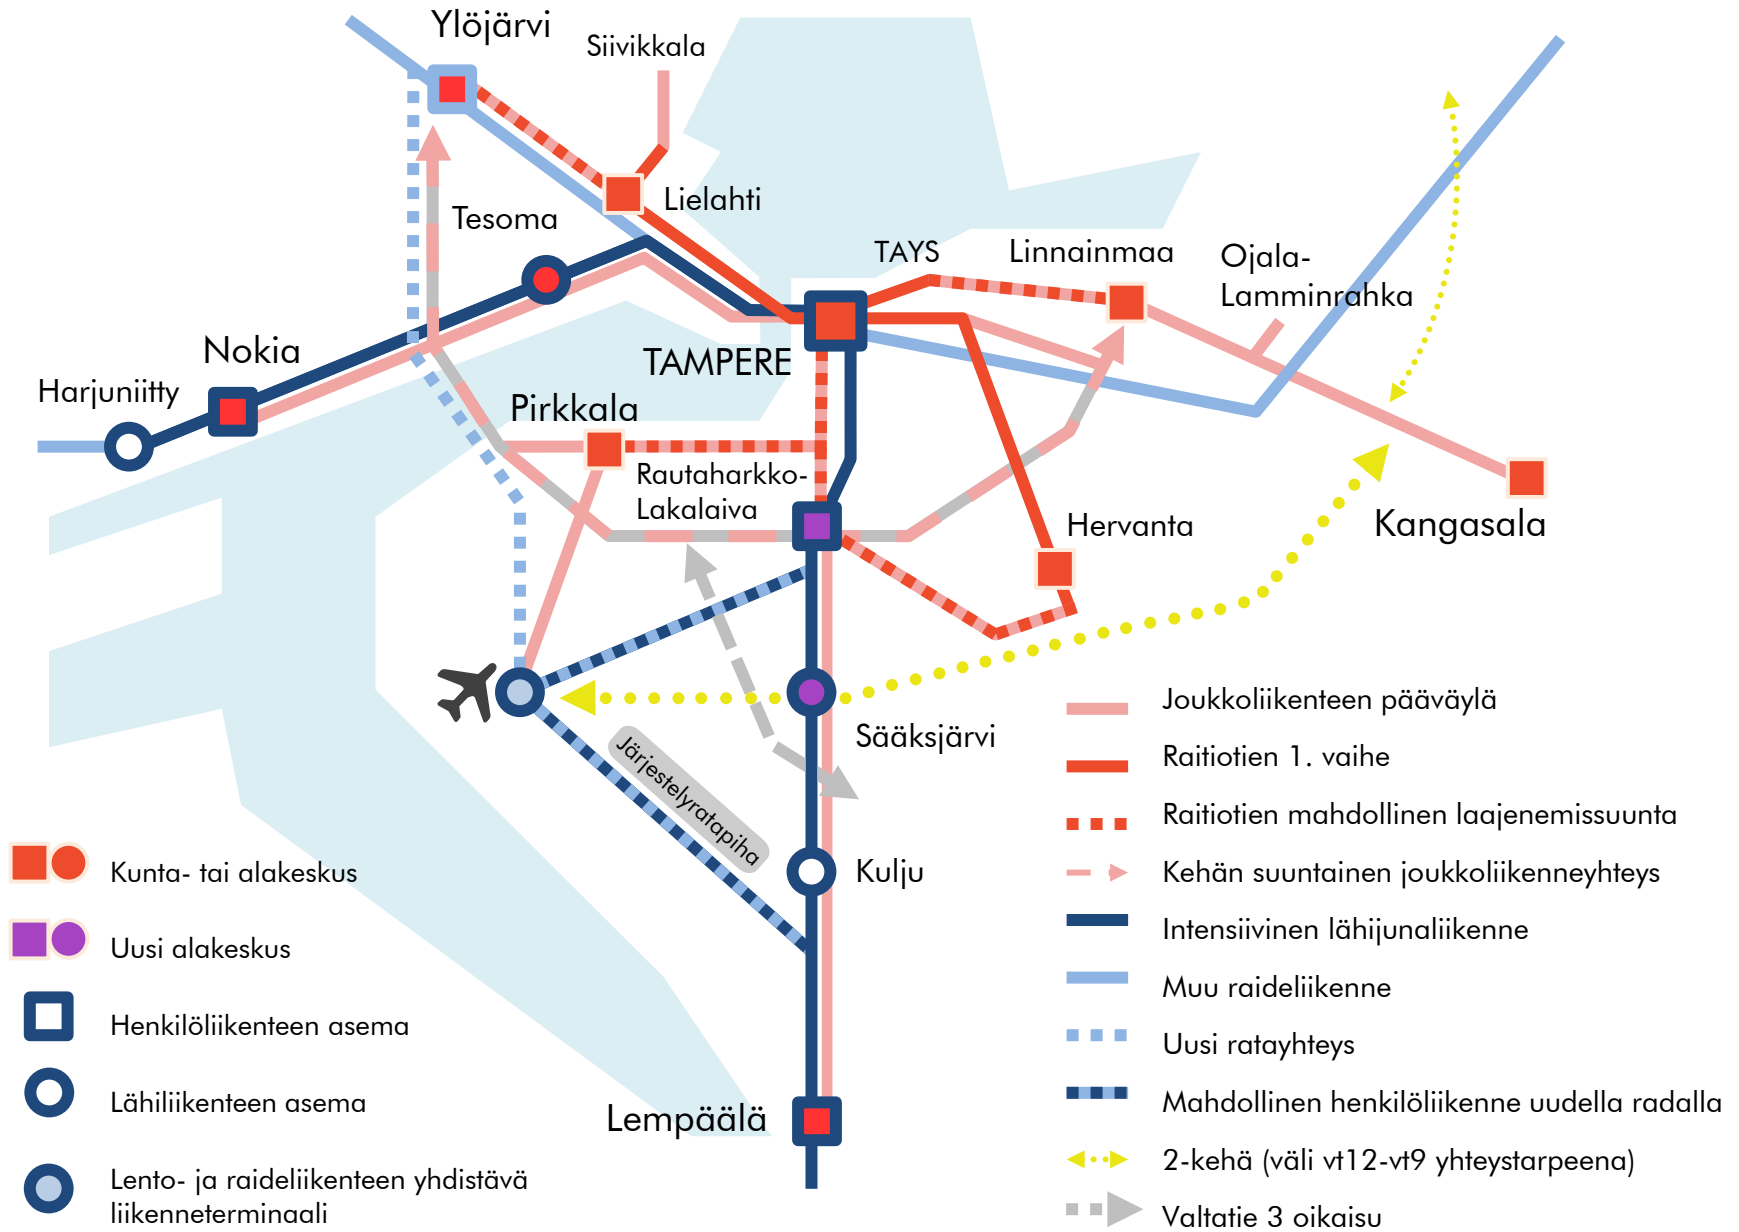 Ylöjärvi
Siivikkala
Tesoma
Lielahti
TAYS
Linnainmaa
Ojala-
Lamminrahka
Nokia
TAMPERE
Harjuniitty
Pirkkala
Rautaharkko-
Lakalaiva
Hervanta
Kangasala
Sääksjärvi
Järjestelyratapiha
Kulju
Lempäälä
Kunta- tai alakeskus
Uusi alakeskus
Henkilöliikenteen asema
Lähiliikenteen asema
Lento- ja raideliikenteen yhdistävä
liikenneterminaali
Joukkoliikenteen pääväylä
Raitiotien 1. vaihe
Raitiotien mahdollinen laajenemissuunta
Kehän suuntainen joukkoliikenneyhteys
Intensiivinen lähijunaliikenne
Muu raideliikenne
Uusi ratayhteys
Mahdollinen henkilöliikenne uudella radalla
2-kehä (väli vt12-vt9 yhteystarpeena)
Valtatie 3 oikaisu